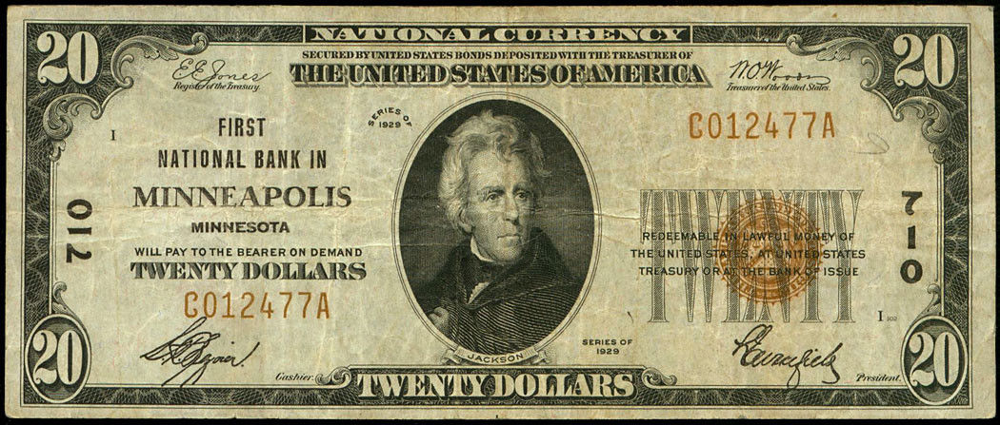 NATIONAL CURRENCY
SECURED BY UNITED STATES BONDS DEPOSITED WITH THE TREASURER OF
THE UNITED STATES OF AMERICA
20
20
E E Jones
Register of the Treasury.
W. O. Woods
Treasurer of the United States.
SERIES OF
1929
I
FIRST
NATIONAL BANK IN
MINNEAPOLIS
MINNESOTA
WILL PAY TO THE BEARER ON DEMAND
TWENTY DOLLARS
C012477A
C012477A
710
710
TWENTY
REDEEMABLE IN LAWFUL MONEY OF
THE UNITED STATES, AT UNITED STATES
TREASURY OR AT THE BANK OF ISSUE
I 102
SERIES OF
1929
JACKSON
Cashier.
President.
20
TWENTY DOLLARS
20